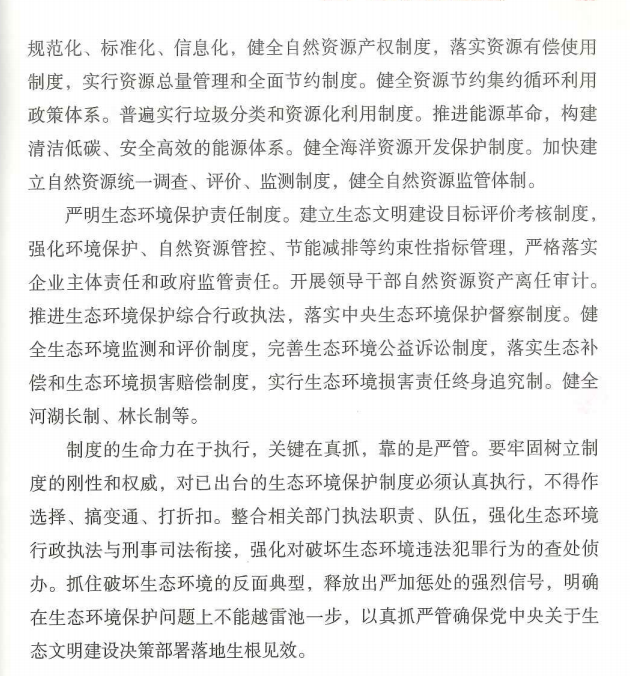 规范化、标准化、信息化，健全自然资源产权制度，落实资源有偿使用
制度，实行资源总量管理和全面节约制度。健全资源节约集约循环利用
政策体系。普遍实行垃圾分类和资源化利用制度。推进能源革命，构建
清洁低碳、安全高效的能源体系。健全海洋资源开发保护制度。加快建
立自然资源统一调查、评价、监测制度，健全自然资源监管体制。
严明生态环境保护责任制度。建立生态文明建设目标评价考核制度，
强化环境保护、自然资源管控、节能减排等约束性指标管理，严格落实
企业主体责任和政府监管责任。开展领导干部自然资源资产离任审计。
推进生态环境保护综合行政执法，落实中央生态环境保护督察制度。健
全生态环境监测和评价制度，完善生态环境公益诉讼制度，落实生态补
偿和生态环境损害赔偿制度，实行生态环境损害责任终身追究制。健全
河湖长制、林长制等。
制度的生命力在于执行，关键在真抓，靠的是严管。要牢固树立制
度的刚性和权威，对已出台的生态环境保护制度必须认真执行，不得作
选择、搞变通、打折扣。整合相关部门执法职责、队伍，强化生态环境
行政执法与刑事司法衔接，强化对破坏生态环境违法犯罪行为的查处侦
办。抓住破坏生态环境的反面典型，释放出严加惩处的强烈信号，明确
在生态环境保护问题上不能越雷池一步，以真抓严管确保党中央关于生
态文明建设决策部署落地生根见效。